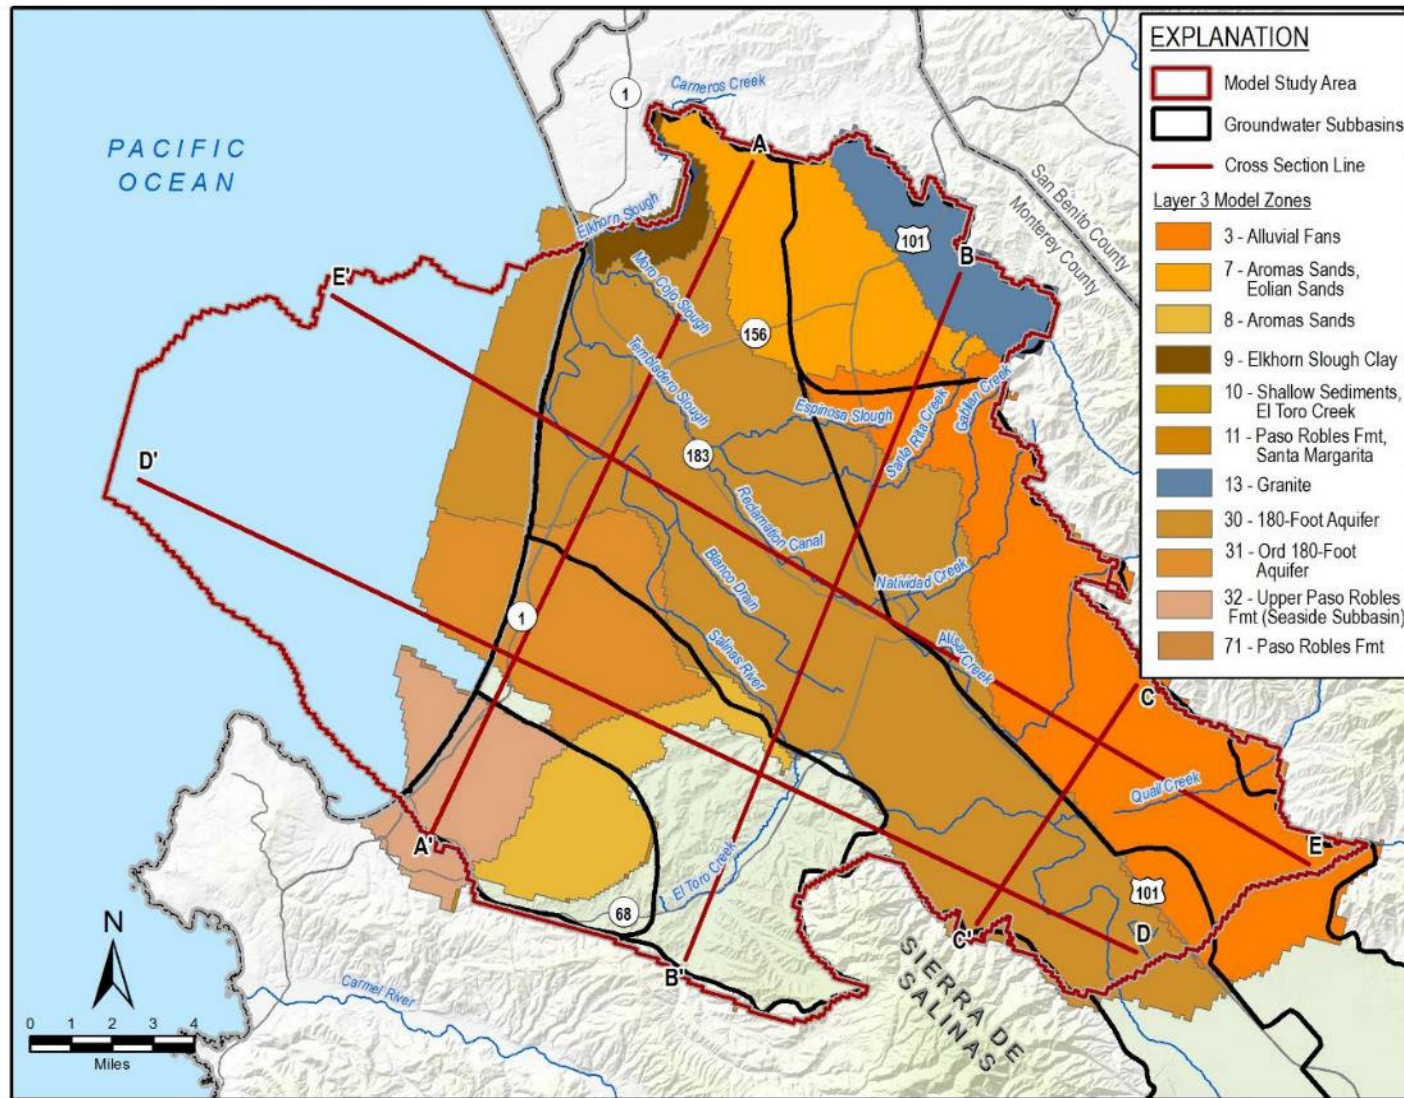 EXPLANATION
Model Study Area
Groundwater Subbasins
Cross Section Line
Layer 3 Model Zones
3 - Alluvial Fans
7 - Aromas Sands,
Eolian Sands
8 - Aromas Sands
9 - Elkhorn Slough Clay
10 - Shallow Sediments,
El Toro Creek
11 - Paso Robles Fmt,
Santa Margarita
13 - Granite
30 - 180-Foot Aquifer
31 - Ord 180-Foot
Aquifer
32 - Upper Paso Robles
Fmt (Seaside Subbasin)
71 - Paso Robles Fmt
PACIFIC
OCEAN
1
Carneros Creek
A
San Benito County
Monterey County
101
B
Elkhorn Slough
Moro Cojo Slough
E'
156
Tembladero Slough
Espinosa Slough
Santa Rita Creek
Gabilan Creek
D'
183
Reclamation Canal
Natividad Creek
Blanco Drain
1
Salinas River
Alisal Creek
C
Quail Creek
A'
E
El Toro Creek
68
101
D
C'
B'
SIERRA DE
SALINAS
Carmel River
N
0 1 2 3 4
Miles